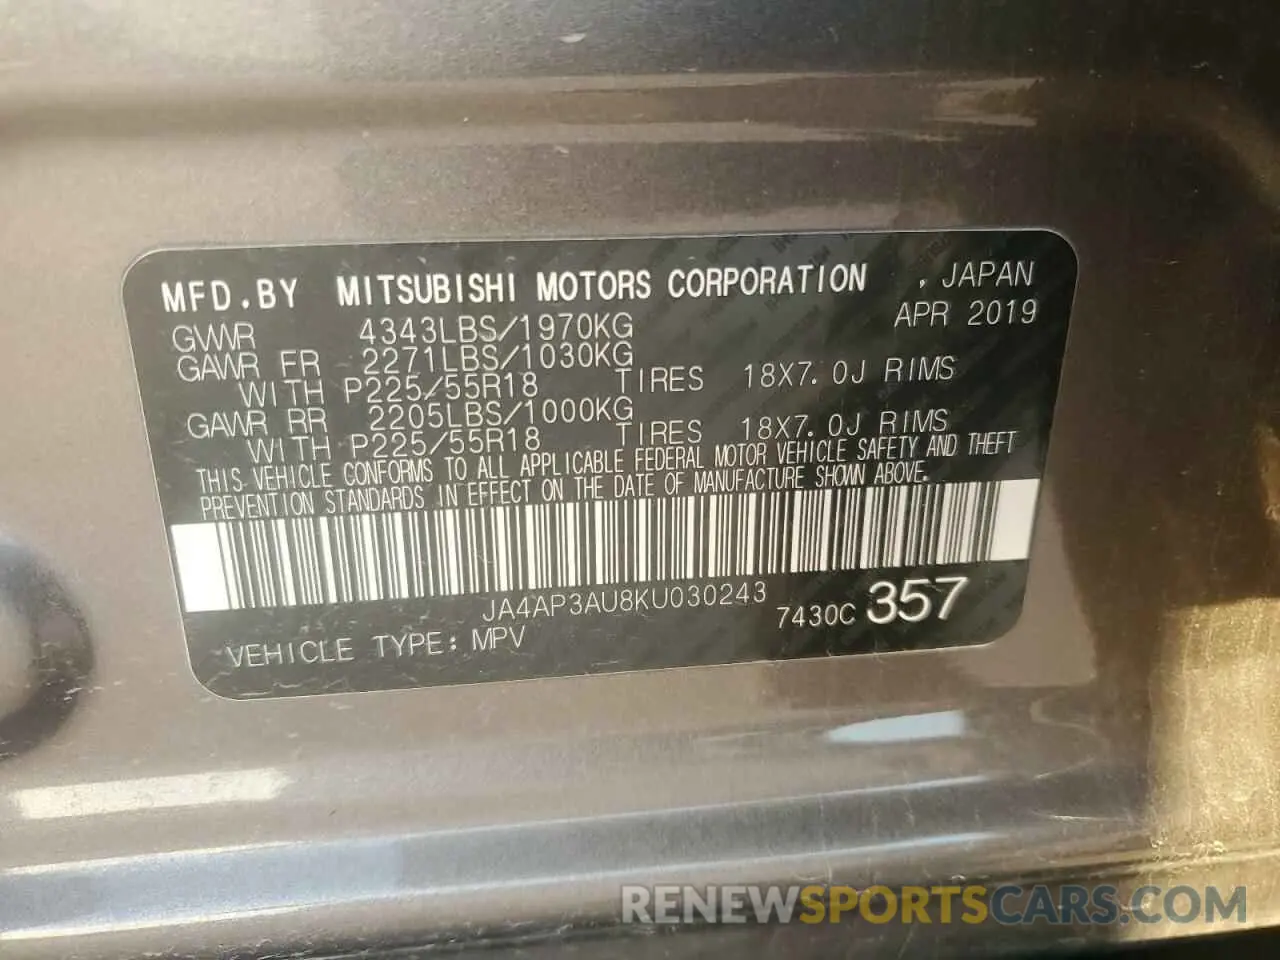 MFD.BY MITSUBISHI MOTORS CORPORATION , JAPAN
GVWR 4343LBS/1970KG APR 2019
GAWR FR 2271LBS/1030KG
WITH P225/55R18 TIRES 18X7.0J RIMS
GAWR RR 2205LBS/1000KG
WITH P225/55R18 TIRES 18X7.0J RIMS
THIS VEHICLE CONFORMS TO ALL APPLICABLE FEDERAL MOTOR VEHICLE SAFETY AND THEFT
PREVENTION STANDARDS IN EFFECT ON THE DATE OF MANUFACTURE SHOWN ABOVE.
JA4AP3AU8KU030243 7430C 357
VEHICLE TYPE: MPV
RENEWSPORTSCARS.COM